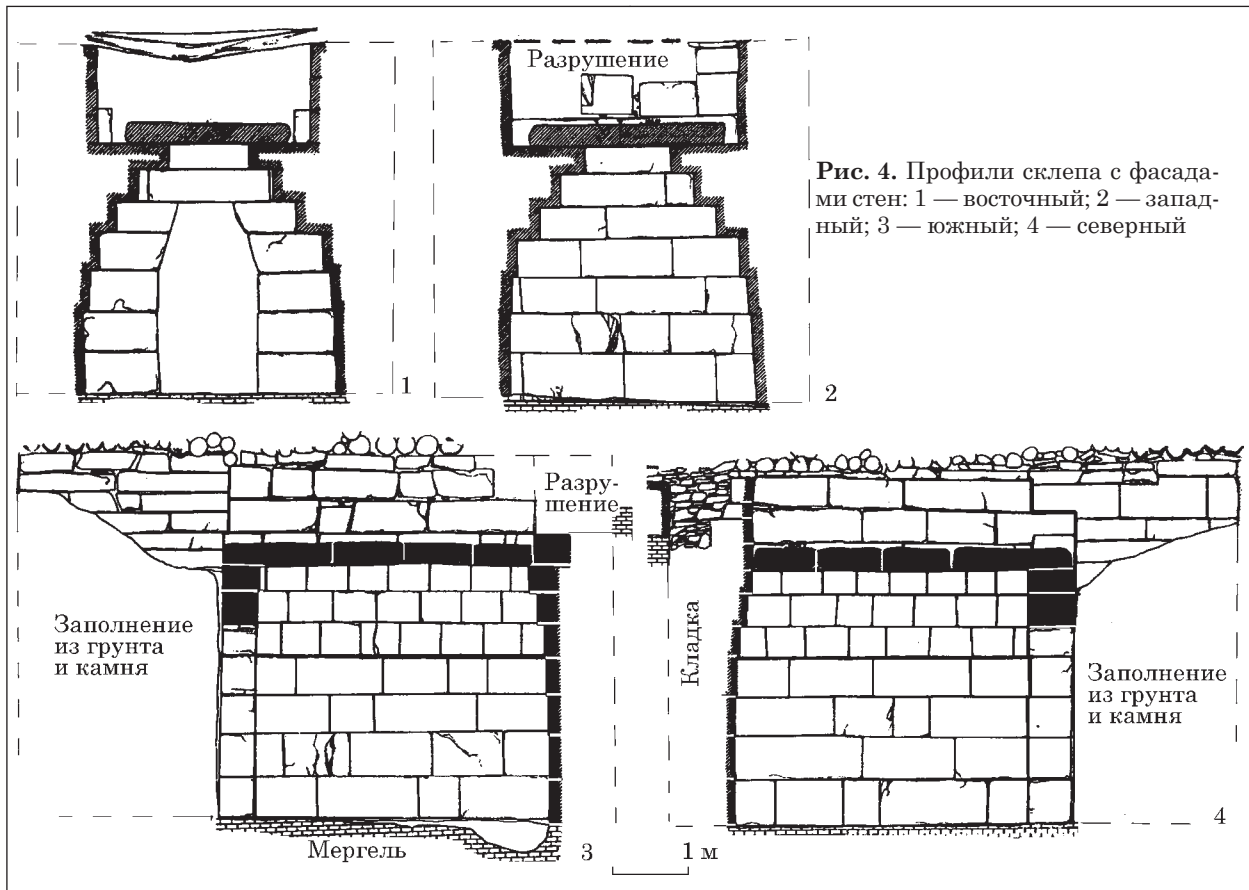 Разрушение
Рис. 4. Профили склепа с фасада-
ми стен: 1 — восточный; 2 — запад-
ный; 3 — южный; 4 — северный
1
2
Разру-
шение
Заполнение
из грунта
и камня
Кладка
Заполнение
из грунта
и камня
Мергель
3
1 м
4